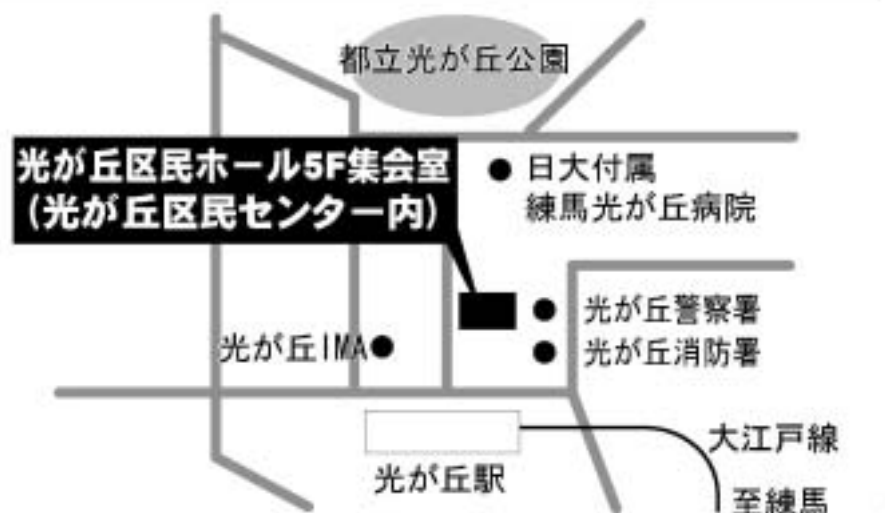 都立光が丘公園
光が丘区民ホール5F集会室
(光が丘区民センター内)
日大付属
練馬光が丘病院
光が丘警察署
光が丘IMA
光が丘消防署
大江戸線
光が丘駅
至練馬